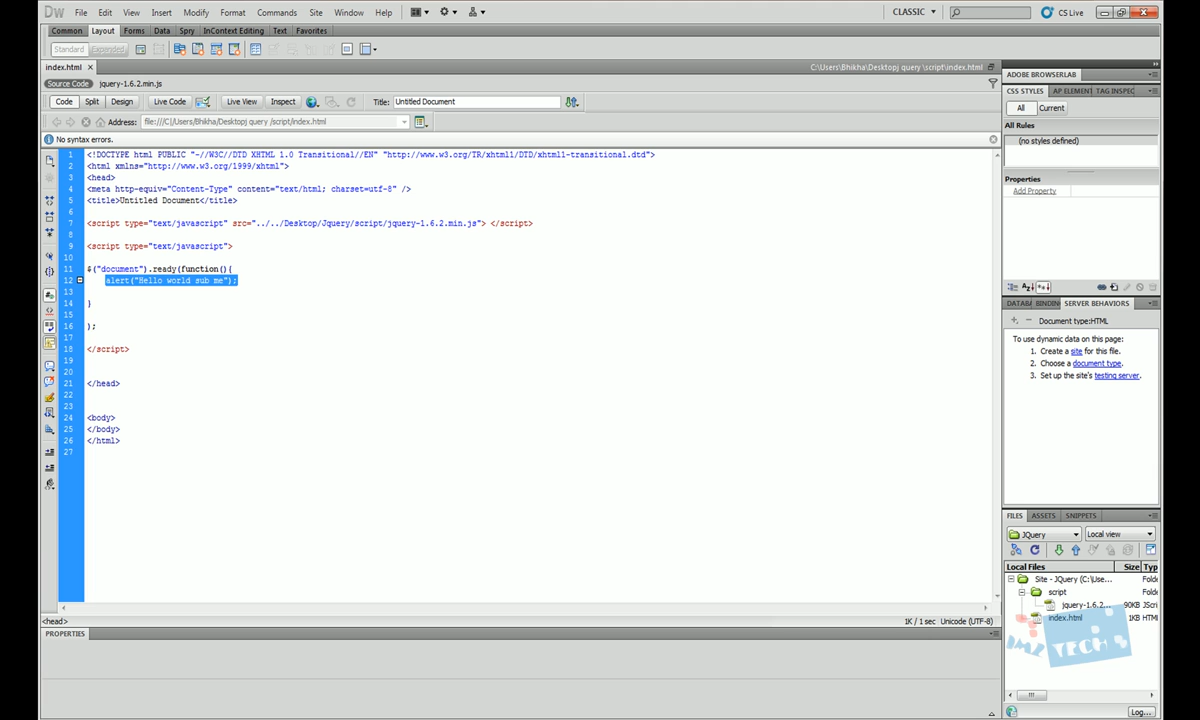 DW File Edit View Insert Modify Format Commands Site Window Help CLASSIC CS Live
Common Layout Forms Data Spry InContext Editing Text Favorites
Standard Expanded
index.html C:\Users\Bhikha\Desktopj query \script\index.html
Source Code jquery-1.6.2.min.js
Code Split Design Live Code Live View Inspect Title: Untitled Document
Address: file:///C|/Users/Bhikha/Desktopj query /script/index.html
No syntax errors.
1 <!DOCTYPE html PUBLIC "-//W3C//DTD XHTML 1.0 Transitional//EN" "http://www.w3.org/TR/xhtml1/DTD/xhtml1-transitional.dtd">
2 <html xmlns="http://www.w3.org/1999/xhtml">
3 <head>
4 <meta http-equiv="Content-Type" content="text/html; charset=utf-8" />
5 <title>Untitled Document</title>
6
7 <script type="text/javascript" src="../../Desktop/Jquery/script/jquery-1.6.2.min.js"> </script>
8
9 <script type="text/javascript">
10
11 $("document").ready(function(){
12 alert("Hello world sub me");
13
14 }
15
16 );
17
18 </script>
19
20
21 </head>
22
23
24 <body>
25 </body>
26 </html>
27
<head> 1K / 1 sec Unicode (UTF-8)
PROPERTIES
ADOBE BROWSERLAB
CSS STYLES AP ELEMEN TAG INSPEC
All Current
All Rules
(no styles defined)
Properties
Add Property
DATABA BINDIN SERVER BEHAVIORS
Document type:HTML
To use dynamic data on this page:
1. Create a site for this file.
2. Choose a document type.
3. Set up the site's testing server.
FILES ASSETS SNIPPETS
JQuery Local view
Local Files Size Typ
Site - JQuery (C:\Use... Folde
script Folde
jquery-1.6.2... 90KB JScri
index.html 1KB HTM
TECH
Log...